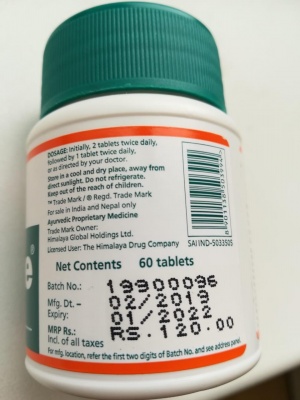 DOSAGE: Initially, 2 tablets twice daily,
followed by 1 tablet twice daily,
or as directed by your doctor.
Store in a cool and dry place, away from
direct sunlight. Do not refrigerate.
Keep out of the reach of children.
™ Trade Mark / ® Regd. Trade Mark
For sale in India and Nepal only
Ayurvedic Proprietary Medicine
Trade Mark Owner:
Himalaya Global Holdings Ltd.
Licensed User: The Himalaya Drug Company
SAI IND-5033505
e®
Net Contents 60 tablets
Batch No.: 19900096
Mfg. Dt.– 02/2019
Expiry: 01/2022
MRP Rs.: RS.120.00
Incl. of all taxes
For mfg. location, refer the first two digits of Batch No. and see address panel.